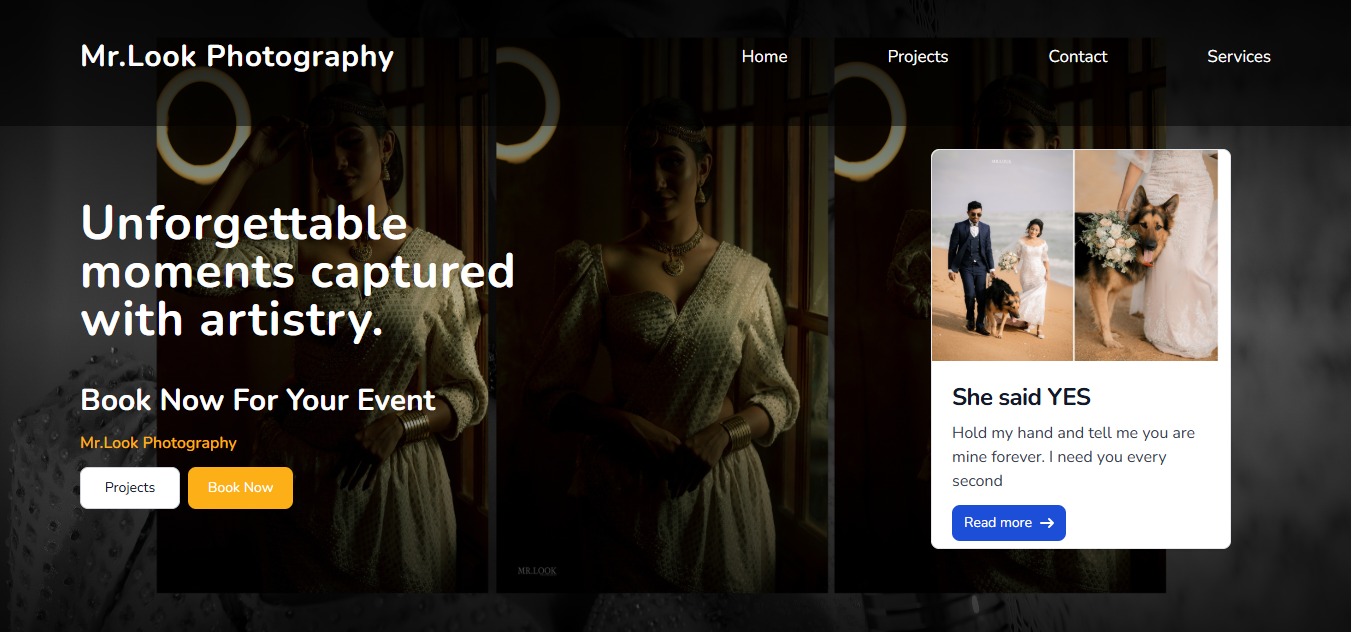 Mr.Look Photography
Home
Projects
Contact
Services
Unforgettable
moments captured
with artistry.
Book Now For Your Event
Mr.Look Photography
Projects
Book Now
MR.LOOK
She said YES
Hold my hand and tell me you are
mine forever. I need you every
second
Read more